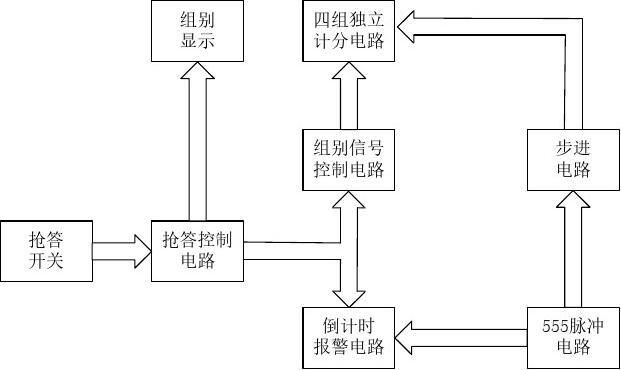 组别
显示
四组独立
计分电路
组别信号
控制电路
步进
电路
抢答
开关
抢答控制
电路
倒计时
报警电路
555脉冲
电路